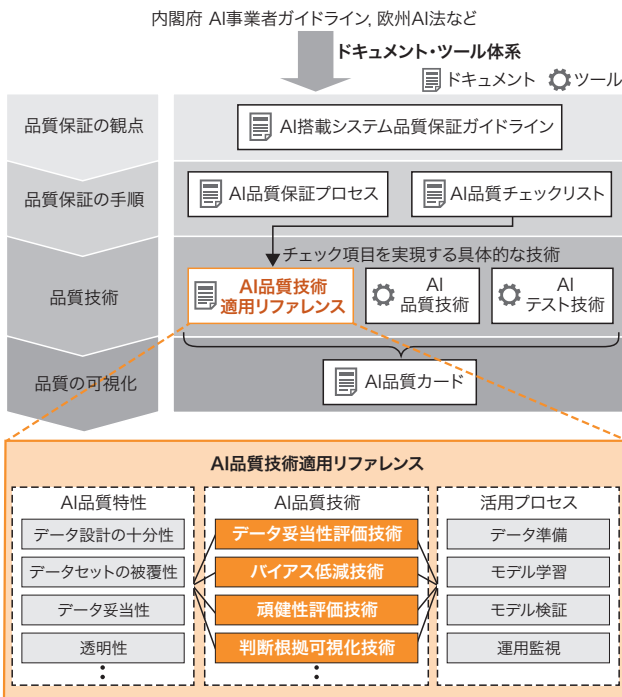 内閣府 AI事業者ガイドライン, 欧州AI法など
ドキュメント・ツール体系
ドキュメント ツール
品質保証の観点
AI搭載システム品質保証ガイドライン
品質保証の手順
AI品質保証プロセス
AI品質チェックリスト
チェック項目を実現する具体的な技術
品質技術
AI品質技術
適用リファレンス
AI
品質技術
AI
テスト技術
品質の可視化
AI品質カード
AI品質技術適用リファレンス
AI品質特性
データ設計の十分性
データセットの被覆性
データ妥当性
透明性
AI品質技術
データ妥当性評価技術
バイアス低減技術
頑健性評価技術
判断根拠可視化技術
活用プロセス
データ準備
モデル学習
モデル検証
運用監視